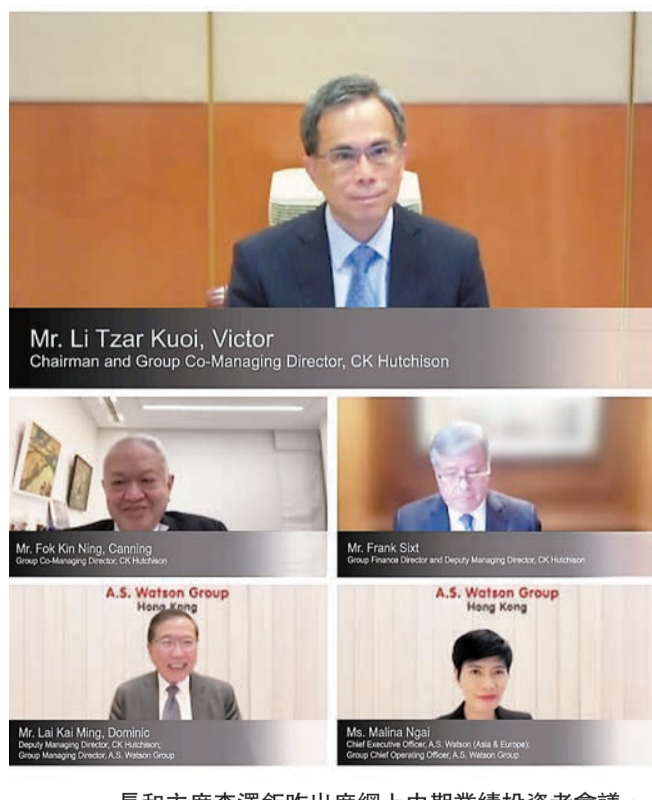 Mr. Li Tzar Kuoi, Victor
Chairman and Group Co-Managing Director, CK Hutchison
Mr. Fok Kin Ning, Canning
Group Co-Managing Director, CK Hutchison
Mr. Frank Sixt
Group Finance Director and Deputy Managing Director, CK Hutchison
A.S. Watson Group
Hong Kong
Mr. Lai Kai Ming, Dominic
Deputy Managing Director, CK Hutchison;
Group Managing Director, A.S. Watson Group
A.S. Watson Group
Hong Kong
Ms. Malina Ngai
Chief Executive Officer, A.S. Watson (Asia & Europe);
Group Chief Operating Officer, A.S. Watson Group
長和主席李澤鉅昨出席網上中期業績投資者會議。